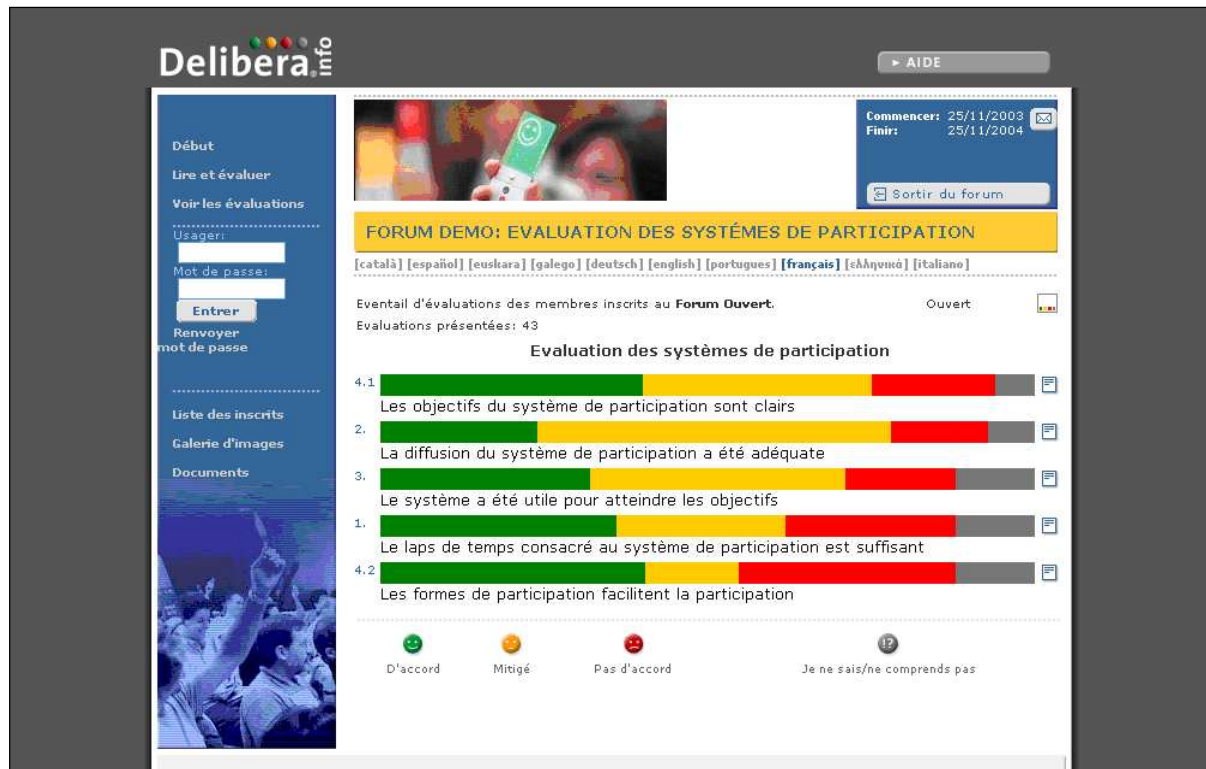 Delibera.info
AIDE
Début
Lire et évaluer
Voir les évaluations
Usager:
Mot de passe:
Entrer
Renvoyer
mot de passe
Liste des inscrits
Galerie d'images
Documents
Commencer: 25/11/2003
Finir: 25/11/2004
Sortir du forum
FORUM DEMO: EVALUATION DES SYSTÉMES DE PARTICIPATION
[català] [español] [euskara] [galego] [deutsch] [english] [portugues] [français] [ελληνικά] [italiano]
Eventail d'évaluations des membres inscrits au Forum Ouvert. Ouvert
Evaluations présentées: 43
Evaluation des systèmes de participation
4.1
Les objectifs du système de participation sont clairs
2.
La diffusion du système de participation a été adéquate
3.
Le système a été utile pour atteindre les objectifs
1.
Le laps de temps consacré au système de participation est suffisant
4.2
Les formes de participation facilitent la participation
!?
D'accord Mitigé Pas d'accord Je ne sais/ne comprends pas